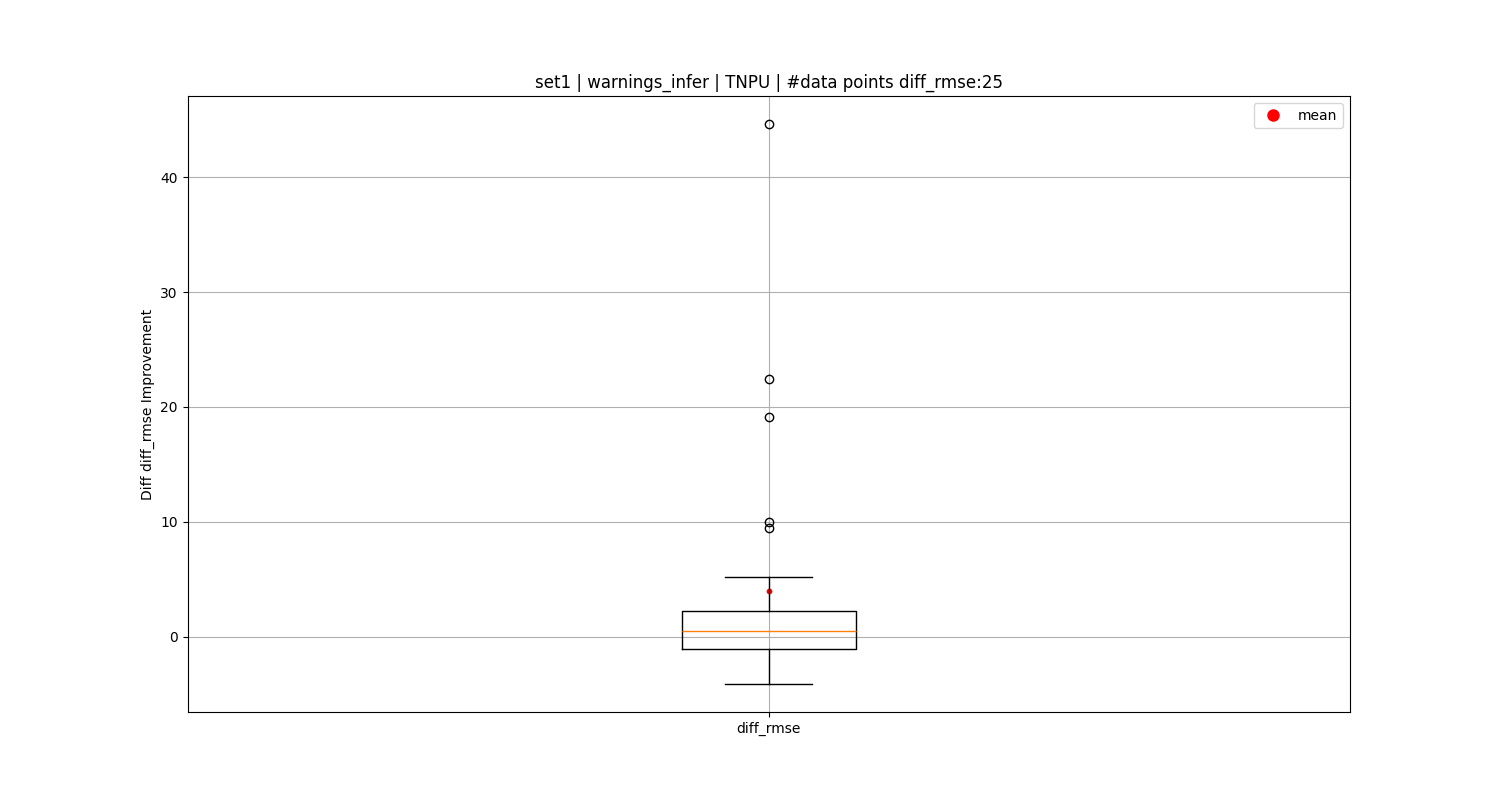 set1 | warnings_infer | TNPU | #data points diff_rmse:25
mean
40
30
20
10
0
Diff diff_rmse Improvement
diff_rmse